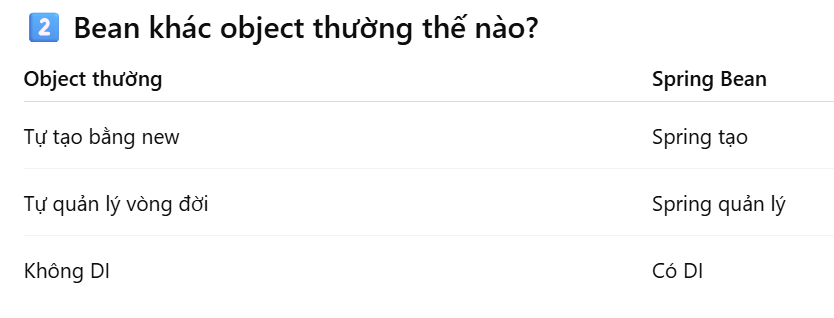 2️⃣ Bean khác object thường thế nào?
Object thường Spring Bean
Tự tạo bằng new Spring tạo
Tự quản lý vòng đời Spring quản lý
Không DI Có DI